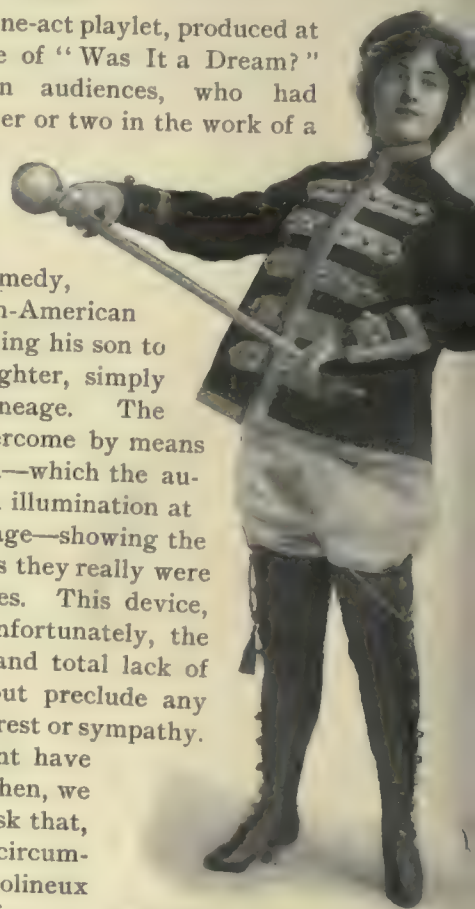 ne-act playlet, produced at
e of "Was It a Dream?"
n audiences, who had
er or two in the work of a
medy,
n-American
ing his son to
ghter, simply
neage. The
ercome by means
—which the au-
illumination at
age—showing the
s they really were
es. This device,
nfortunately, the
and total lack of
out preclude any
rest or sympathy.
nt have
hen, we
sk that,
circum-
olineux